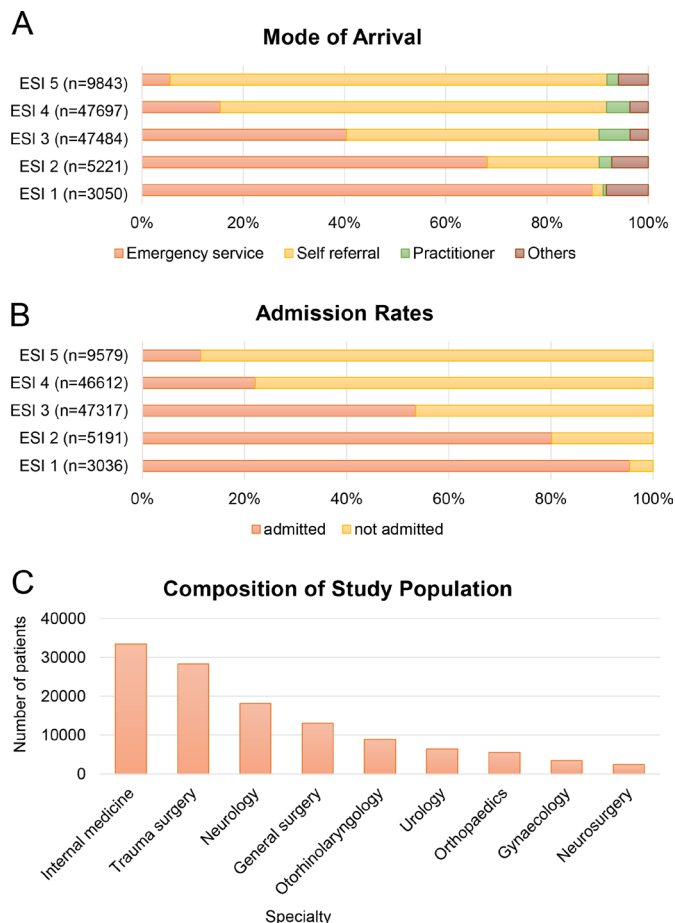 A
Mode of Arrival
ESI 5 (n=9843)
ESI 4 (n=47697)
ESI 3 (n=47484)
ESI 2 (n=5221)
ESI 1 (n=3050)
0% 20% 40% 60% 80% 100%
Emergency service Self referral Practitioner Others
B
Admission Rates
ESI 5 (n=9579)
ESI 4 (n=46612)
ESI 3 (n=47317)
ESI 2 (n=5191)
ESI 1 (n=3036)
0% 20% 40% 60% 80% 100%
admitted not admitted
C
Composition of Study Population
Number of patients
40000
30000
20000
10000
0
Internal medicine
Trauma surgery
Neurology
General surgery
Otorhinolaryngology
Urology
Orthopaedics
Gynaecology
Neurosurgery
Specialty